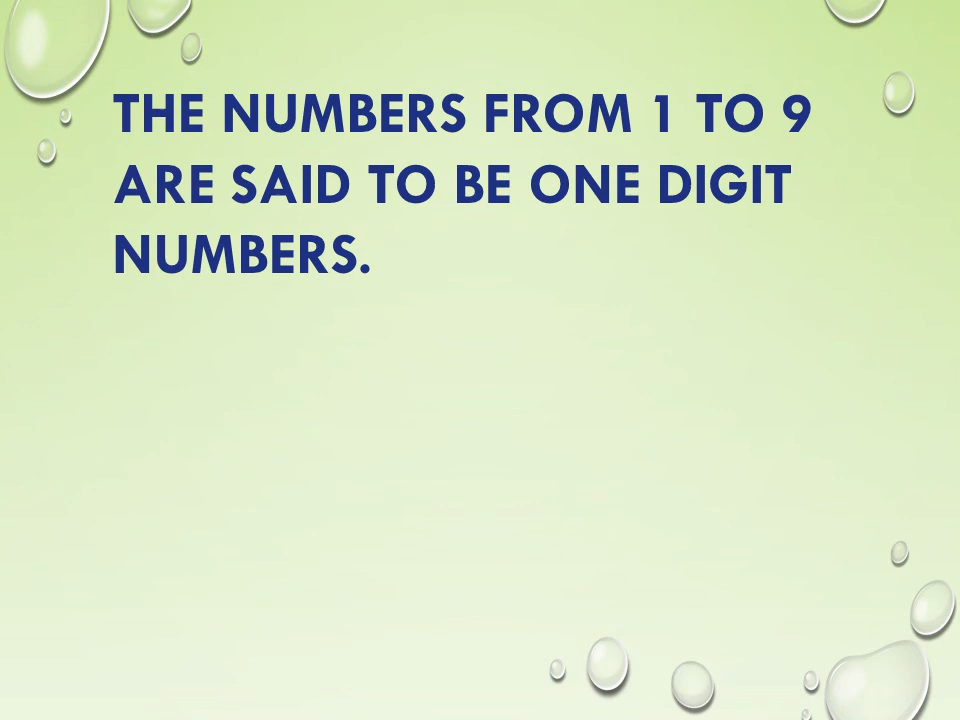 THE NUMBERS FROM 1 TO 9
ARE SAID TO BE ONE DIGIT
NUMBERS.